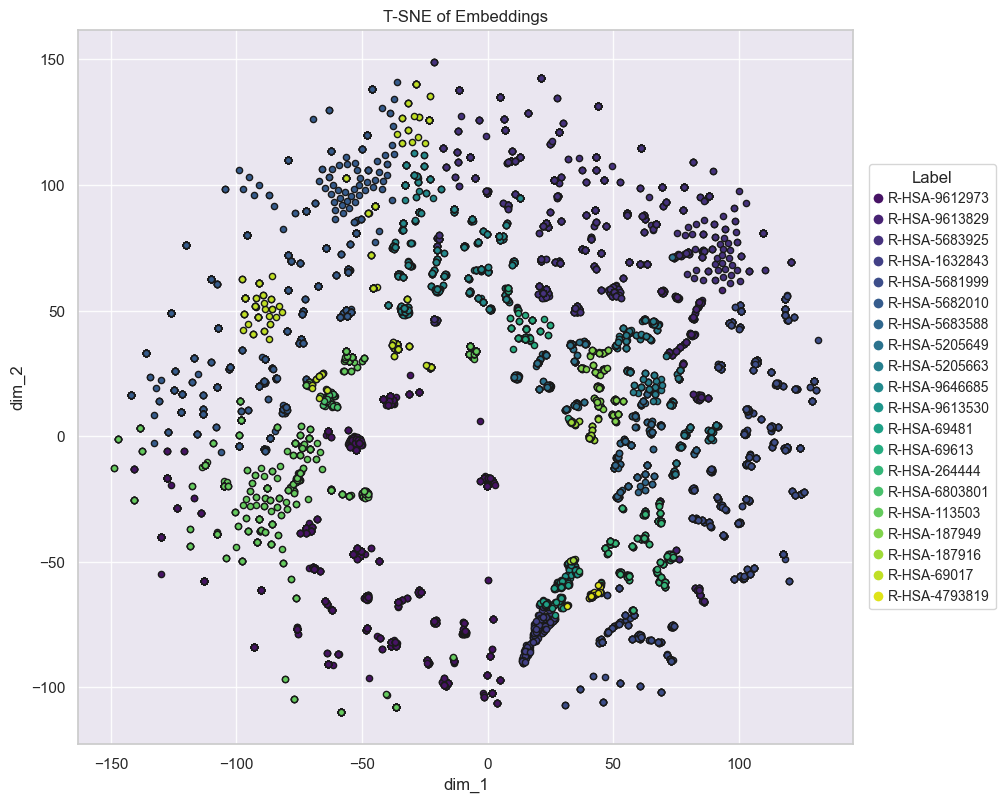 T-SNE of Embeddings
150
100
50
0
−50
−100
dim_2
−150
−100
−50
0
50
100
dim_1
Label
R-HSA-9612973
R-HSA-9613829
R-HSA-5683925
R-HSA-1632843
R-HSA-5681999
R-HSA-5682010
R-HSA-5683588
R-HSA-5205649
R-HSA-5205663
R-HSA-9646685
R-HSA-9613530
R-HSA-69481
R-HSA-69613
R-HSA-264444
R-HSA-6803801
R-HSA-113503
R-HSA-187949
R-HSA-187916
R-HSA-69017
R-HSA-4793819